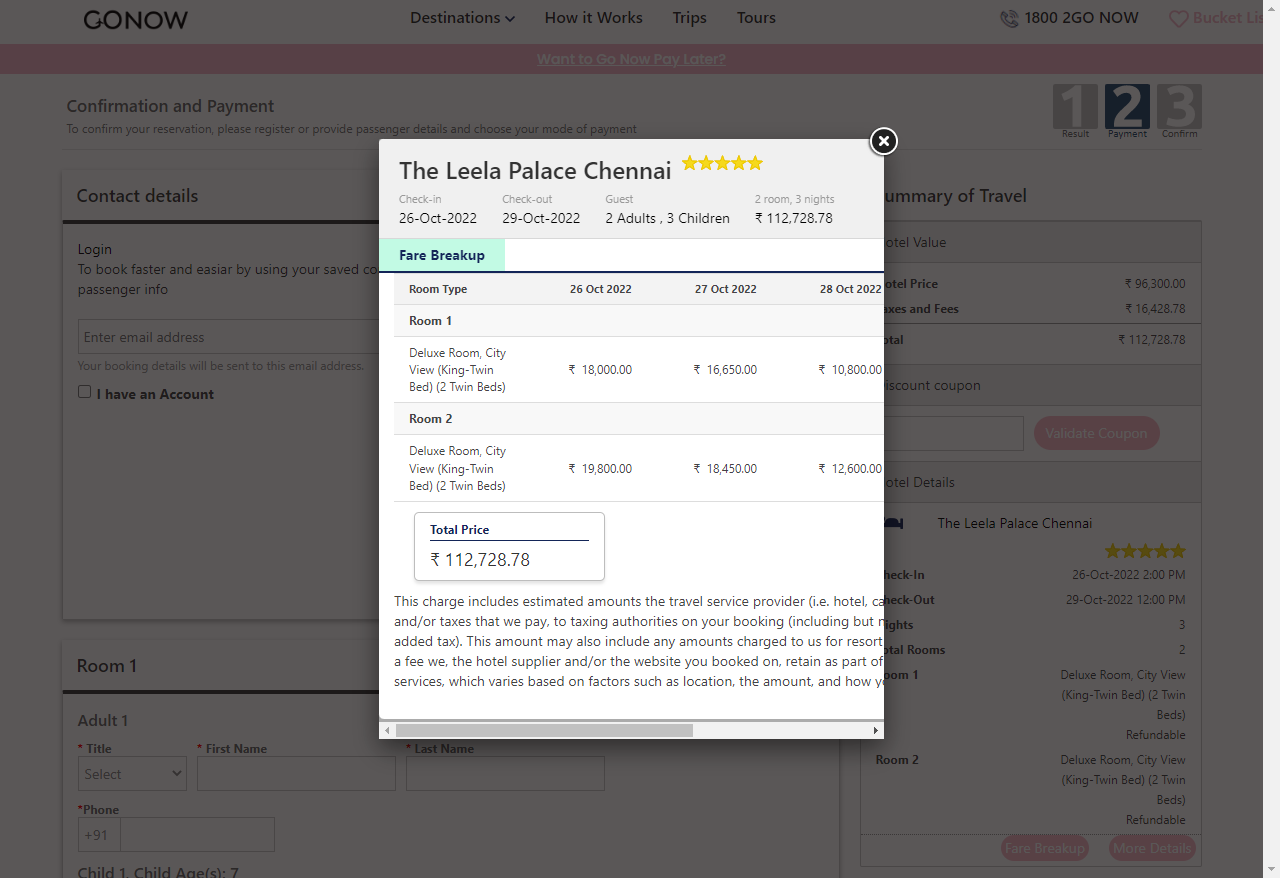 GONOW
Destinations
How it Works
Trips
Tours
1800 2GO NOW
Bucket Lis
Want to Go Now Pay Later?
Confirmation and Payment
To confirm your reservation, please register or provide passenger details and choose your mode of payment
1 2 3
Result Payment Confirm
Contact details
Login
To book faster and easiar by using your saved co
passenger info
Enter email address
Your booking details will be sent to this email address.
I have an Account
Room 1
Adult 1
* Title * First Name * Last Name
Select
*Phone
+91
Child 1, Child Age(s): 7
The Leela Palace Chennai
Check-in Check-out Guest 2 room, 3 nights
26-Oct-2022 29-Oct-2022 2 Adults , 3 Children ₹ 112,728.78
Fare Breakup
Room Type 26 Oct 2022 27 Oct 2022 28 Oct 2022
Room 1
Deluxe Room, City
View (King-Twin ₹ 18,000.00 ₹ 16,650.00 ₹ 10,800.00
Bed) (2 Twin Beds)
Room 2
Deluxe Room, City
View (King-Twin ₹ 19,800.00 ₹ 18,450.00 ₹ 12,600.00
Bed) (2 Twin Beds)
Total Price
₹ 112,728.78
This charge includes estimated amounts the travel service provider (i.e. hotel, ca
and/or taxes that we pay, to taxing authorities on your booking (including but n
added tax). This amount may also include any amounts charged to us for resort
a fee we, the hotel supplier and/or the website you booked on, retain as part of
services, which varies based on factors such as location, the amount, and how yo
ummary of Travel
otel Value
otel Price ₹ 96,300.00
axes and Fees ₹ 16,428.78
otal ₹ 112,728.78
iscount coupon
Validate Coupon
otel Details
The Leela Palace Chennai
heck-In 26-Oct-2022 2:00 PM
heck-Out 29-Oct-2022 12:00 PM
ights 3
otal Rooms 2
oom 1 Deluxe Room, City View
(King-Twin Bed) (2 Twin
Beds)
Refundable
Room 2 Deluxe Room, City View
(King-Twin Bed) (2 Twin
Beds)
Refundable
Fare Breakup More Details